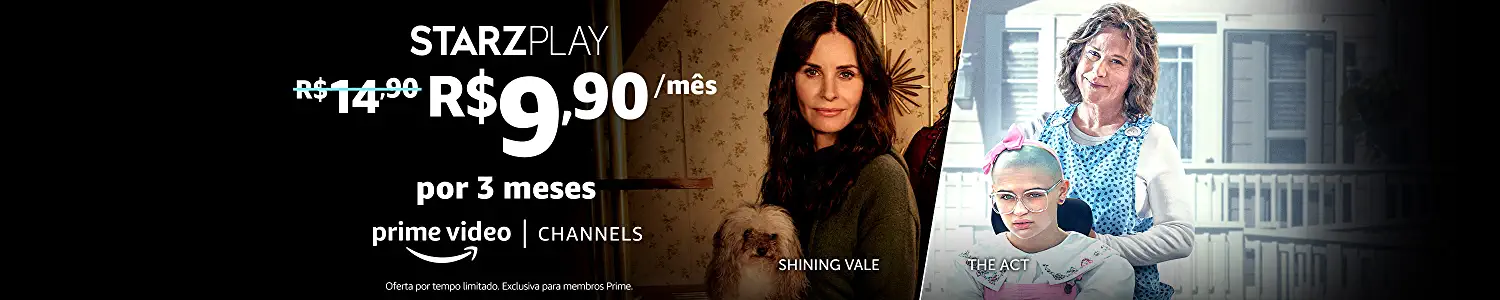 STARZPLAY
R$14,90 R$9,90/mês
por 3 meses
prime video | CHANNELS
Oferta por tempo limitado. Exclusiva para membros Prime.
SHINING VALE
THE ACT